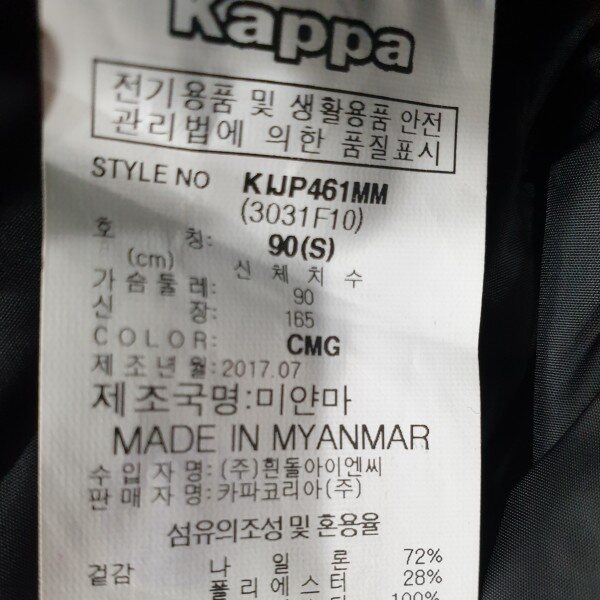 Kappa
전기용품 및 생활용품 안전
관리법에 의한 품질표시
STYLE NO KIJP461MM
(3031F10)
호 칭: 90(S)
(cm) 신체치수
가슴둘레: 90
신 장: 165
COLOR: CMG
제조년월: 2017.07
제조국명:미얀마
MADE IN MYANMAR
수입자명: (주)흰돌아이엔씨
판매자명: 카파코리아(주)
섬유의조성및혼용율
겉감 나 일 론 72%
폴리에스터 28%
100%